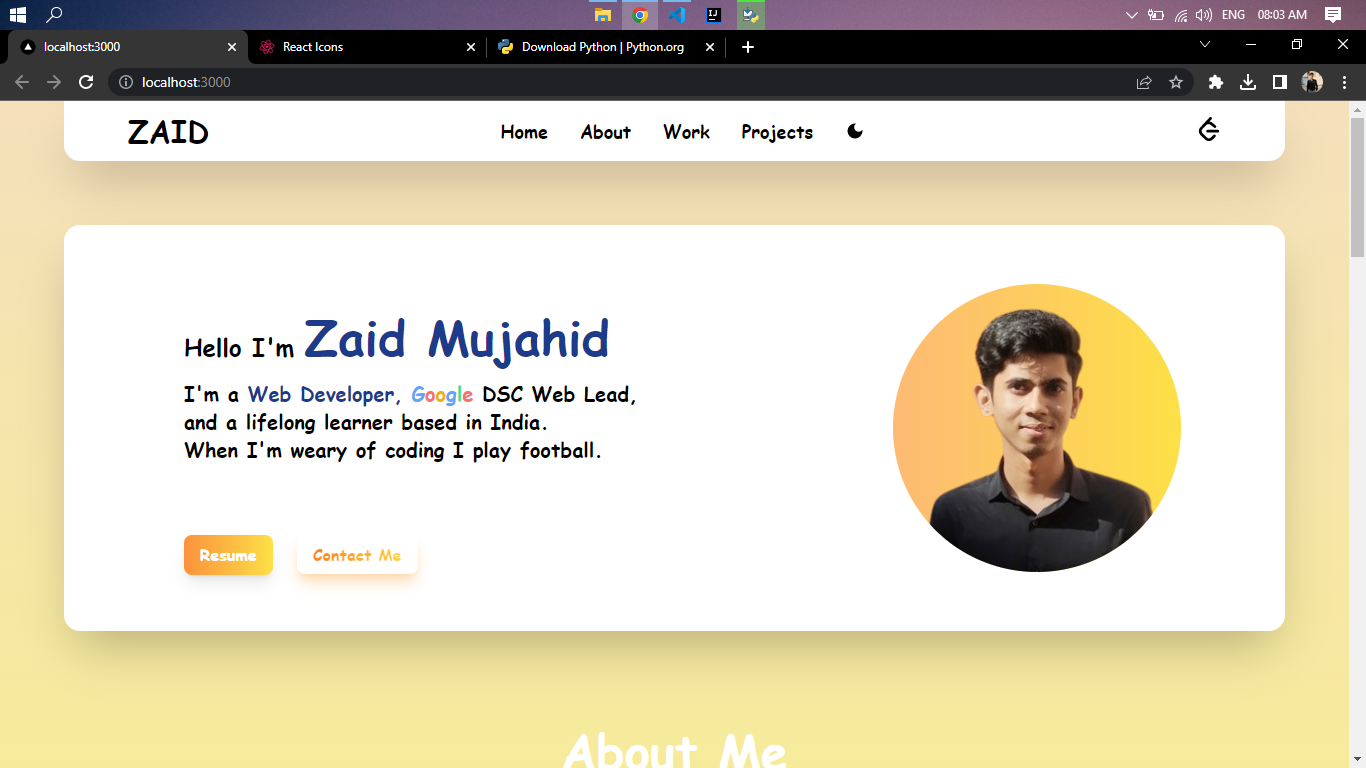 ENG 08:03 AM
localhost:3000
React Icons
Download Python | Python.org
localhost:3000
ZAID
Home About Work Projects
Hello I'm Zaid Mujahid
I'm a Web Developer, Google DSC Web Lead,
and a lifelong learner based in India.
When I'm weary of coding I play football.
Resume Contact Me
About Me